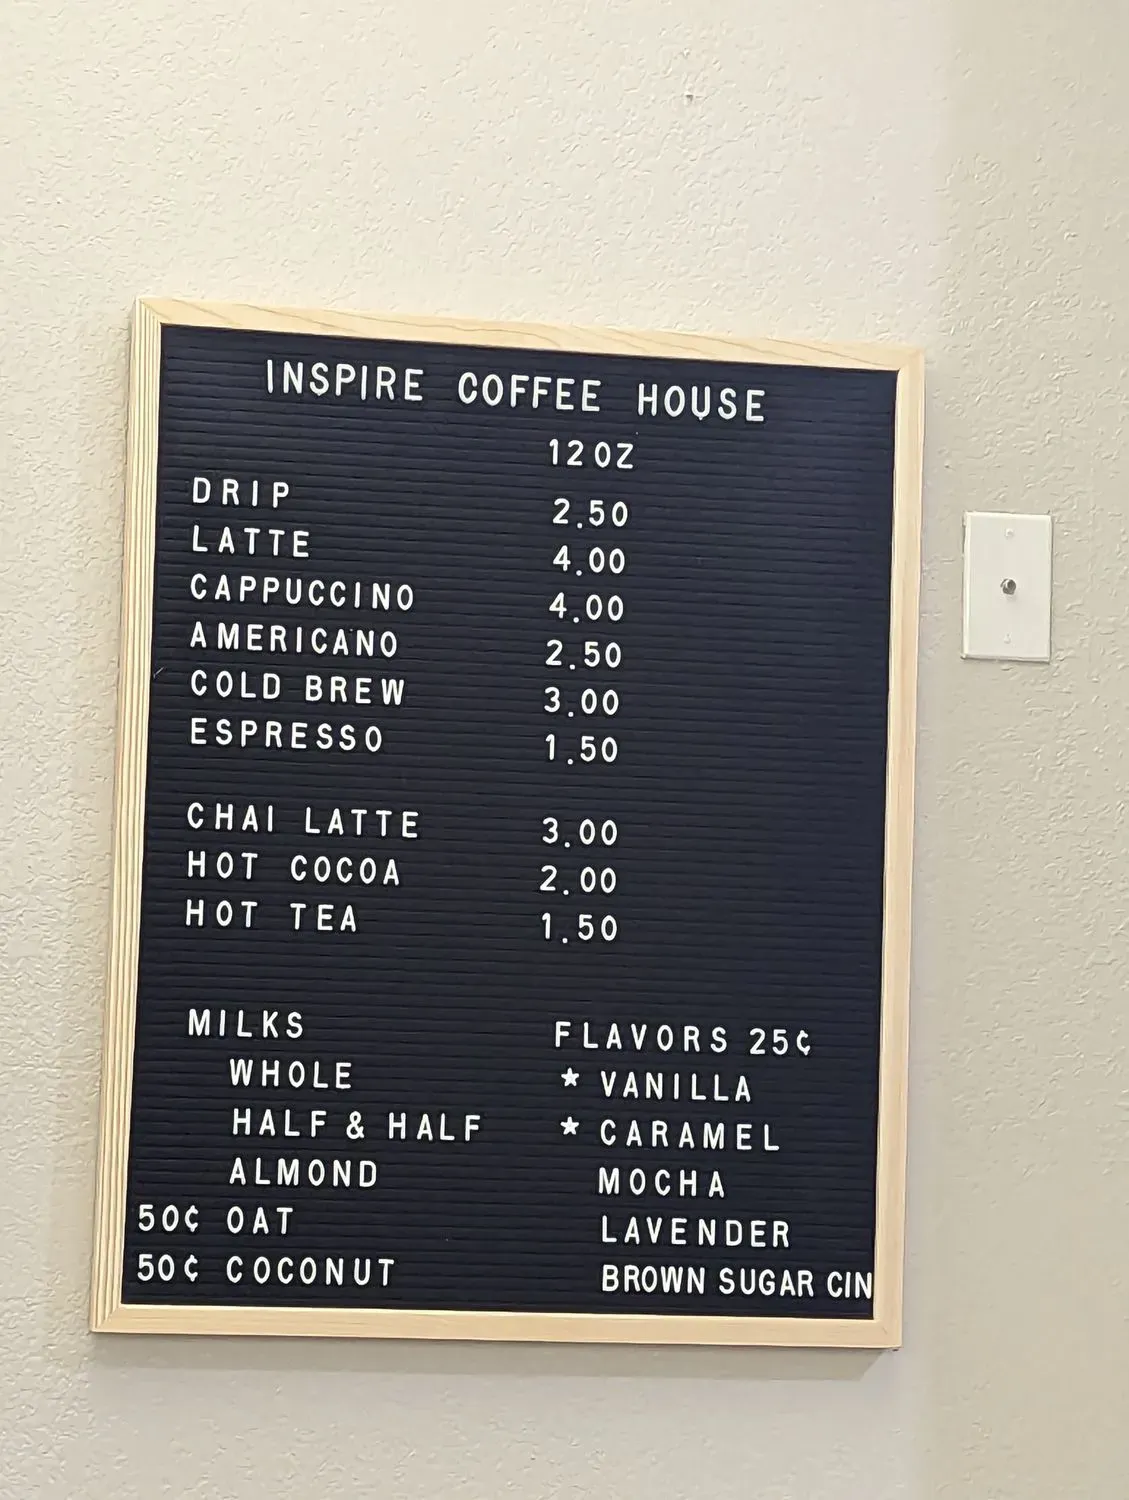 INSPIRE COFFEE HOUSE
12 OZ
DRIP 2.50
LATTE 4.00
CAPPUCCINO 4.00
AMERICANO 2.50
COLD BREW 3.00
ESPRESSO 1.50
CHAI LATTE 3.00
HOT COCOA 2.00
HOT TEA 1.50
MILKS
WHOLE
HALF & HALF
ALMOND
50¢ OAT
50¢ COCONUT
FLAVORS 25¢
* VANILLA
* CARAMEL
MOCHA
LAVENDER
BROWN SUGAR CIN